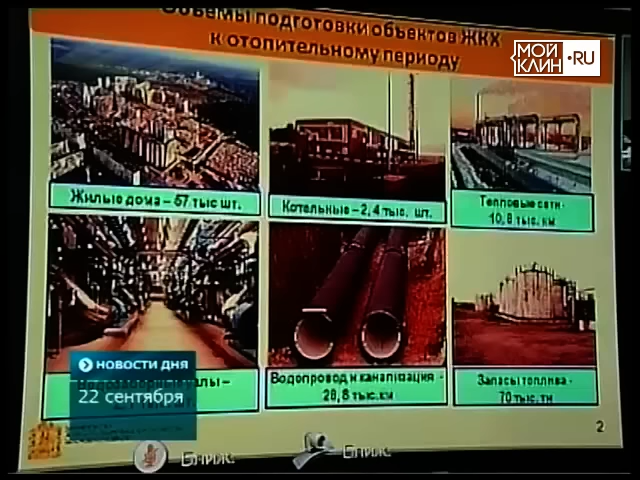 Объемы подготовки объектов ЖКХ
к отопительному периоду
МОЙ
КЛИН
.RU
Жилые дома – 57 тыс шт.
Котельные – 2,4 тыс. шт.
Тепловые сети -
10,8 тыс. км
Водопровод и канализация -
28,8 тыс.км
Запасы топлива -
70 тыс. тн
НОВОСТИ ДНЯ
22 сентября
2